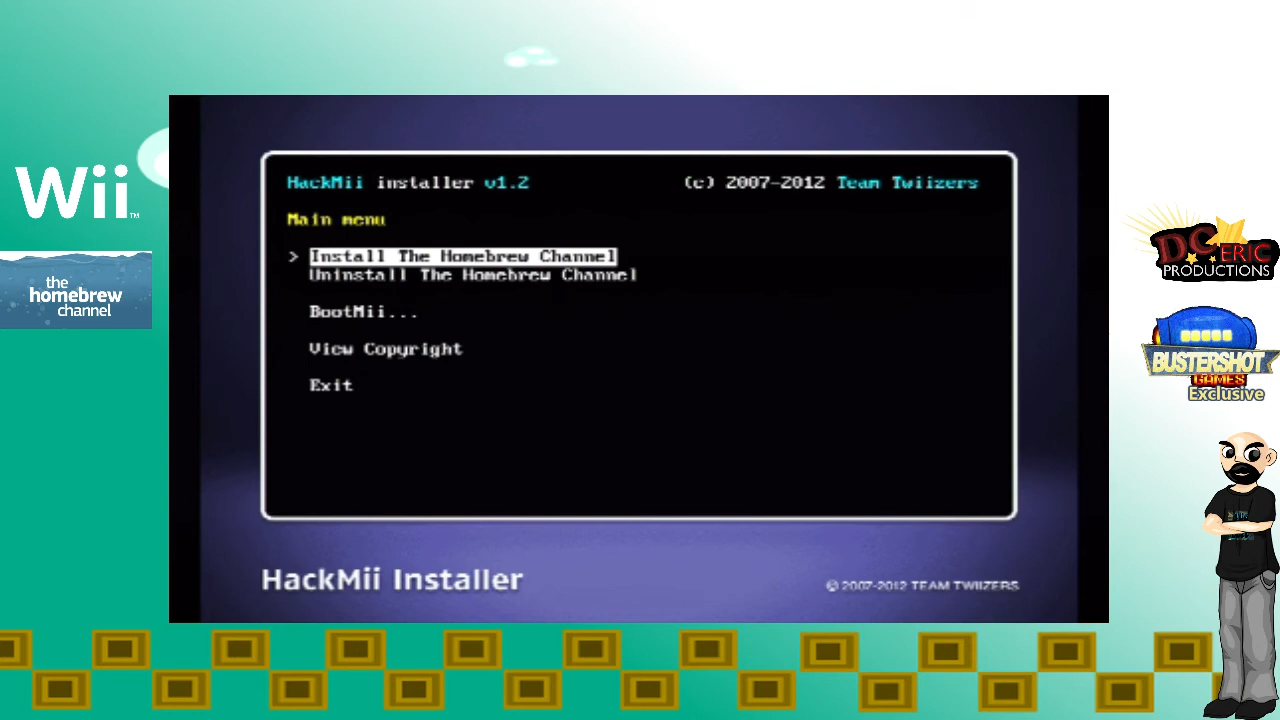 HackMii installer v1.2
(c) 2007-2012 Team Twiizers
Main menu
> Install The Homebrew Channel
Uninstall The Homebrew Channel
BootMii...
View Copyright
Exit
HackMii Installer
© 2007-2012 TEAM TWIIZERS
Wii™
the
homebrew
channel
DC ERIC
PRODUCTIONS
BUSTERSHOT
GAMES
Exclusive